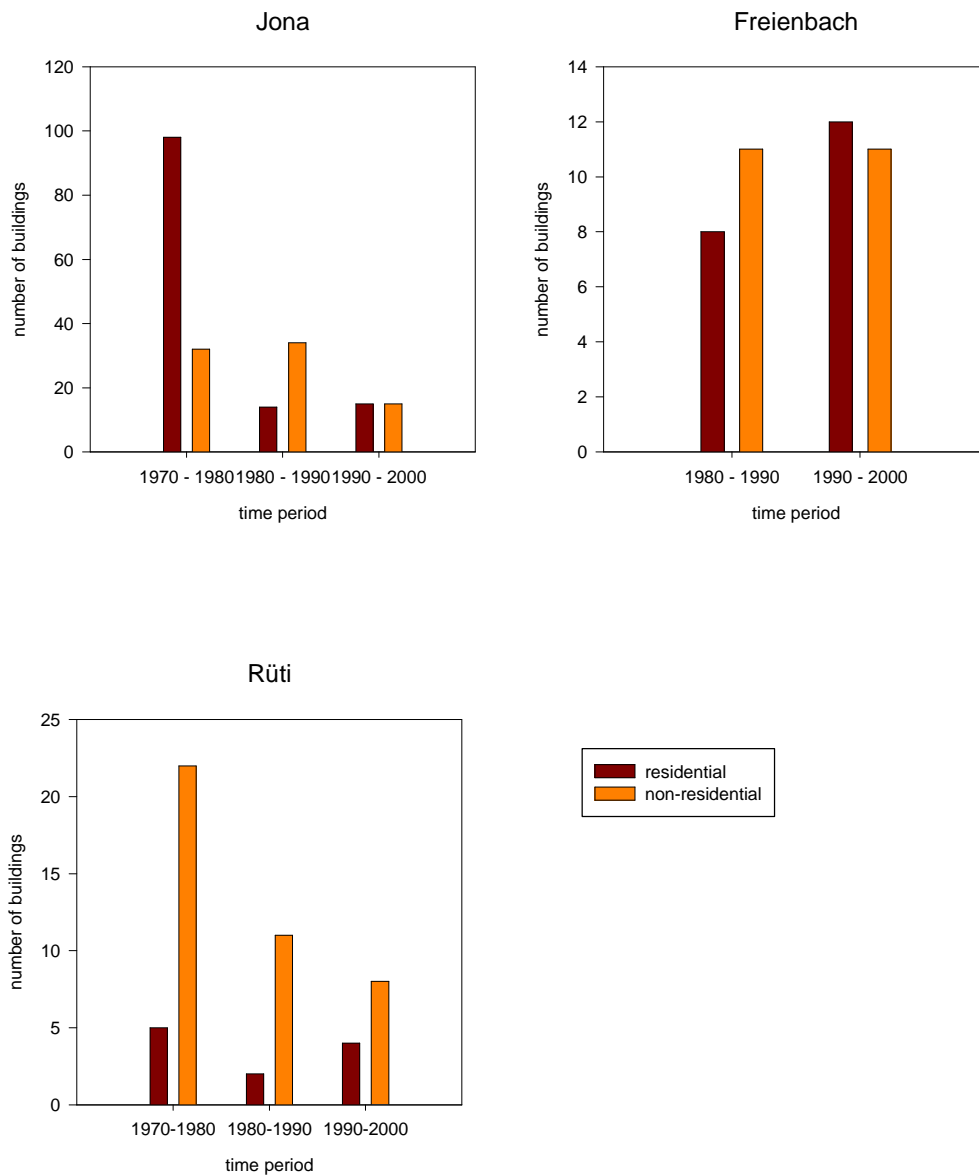 Jona
120
100
80
60
40
20
0
number of buildings
1970 - 1980 1980 - 1990 1990 - 2000
time period
Freienbach
14
12
10
8
6
4
2
0
number of buildings
1980 - 1990 1990 - 2000
time period
Rüti
25
20
15
10
5
0
number of buildings
1970-1980 1980-1990 1990-2000
time period
residential
non-residential